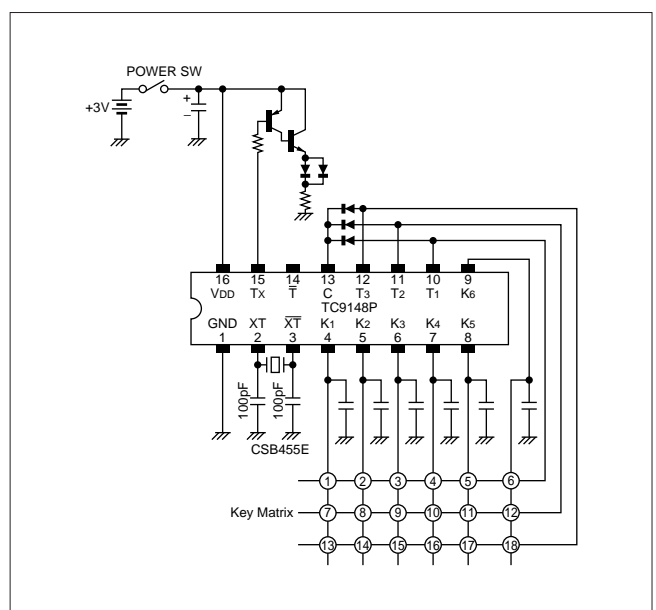 POWER SW
+
−
+3V
16 15 14 13 12 11 10 9
VDD TX T̅ C T3 T2 T1 K6
TC9148P
GND XT X̅T̅ K1 K2 K3 K4 K5
1 2 3 4 5 6 7 8
100pF 100pF
CSB455E
1 2 3 4 5 6
Key Matrix 7 8 9 10 11 12
13 14 15 16 17 18